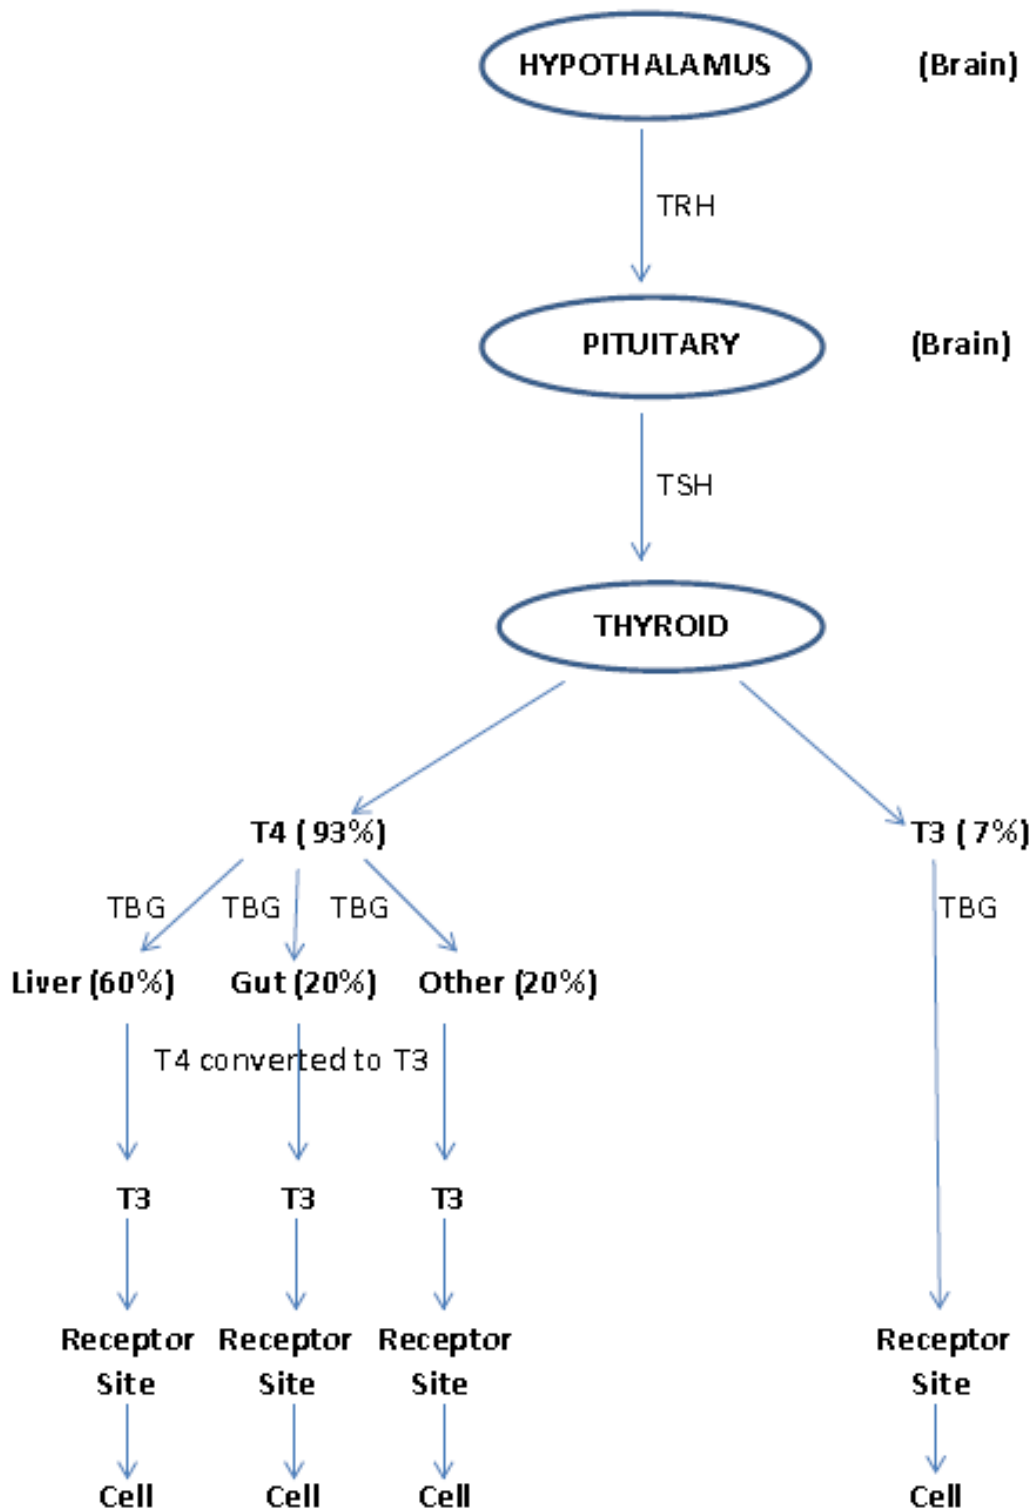 HYPOTHALAMUS (Brain)
TRH
PITUITARY (Brain)
TSH
THYROID
T4 ( 93%) T3 ( 7%)
TBG TBG TBG TBG
Liver (60%) Gut (20%) Other (20%)
T4 converted to T3
T3 T3 T3
Receptor Receptor Receptor Receptor
Site Site Site Site
Cell Cell Cell Cell